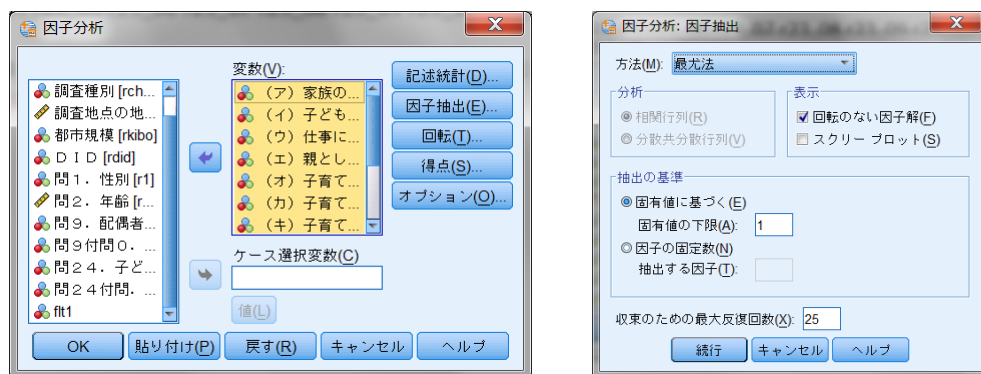 因子分析
調査種別 [rch...
調査地点の地...
都市規模 [rkibo]
ＤＩＤ [rdid]
問１．性別 [r1]
問２．年齢 [r...
問９．配偶者...
問９付問０．...
問２４．子ど...
問２４付問．...
flt1
変数(V):
（ア）家族の...
（イ）子ども...
（ウ）仕事に...
（エ）親とし...
（オ）子育て...
（カ）子育て...
（キ）子育て...
ケース選択変数(C)
値(L)
記述統計(D)...
因子抽出(E)...
回転(T)...
得点(S)...
オプション(O)...
OK
貼り付け(P)
戻す(R)
キャンセル
ヘルプ
因子分析: 因子抽出
方法(M): 最尤法
分析
相関行列(R)
分散共分散行列(V)
表示
回転のない因子解(F)
スクリー プロット(S)
抽出の基準
固有値に基づく(E)
固有値の下限(A): 1
因子の固定数(N)
抽出する因子(T):
収束のための最大反復回数(X): 25
続行
キャンセル
ヘルプ